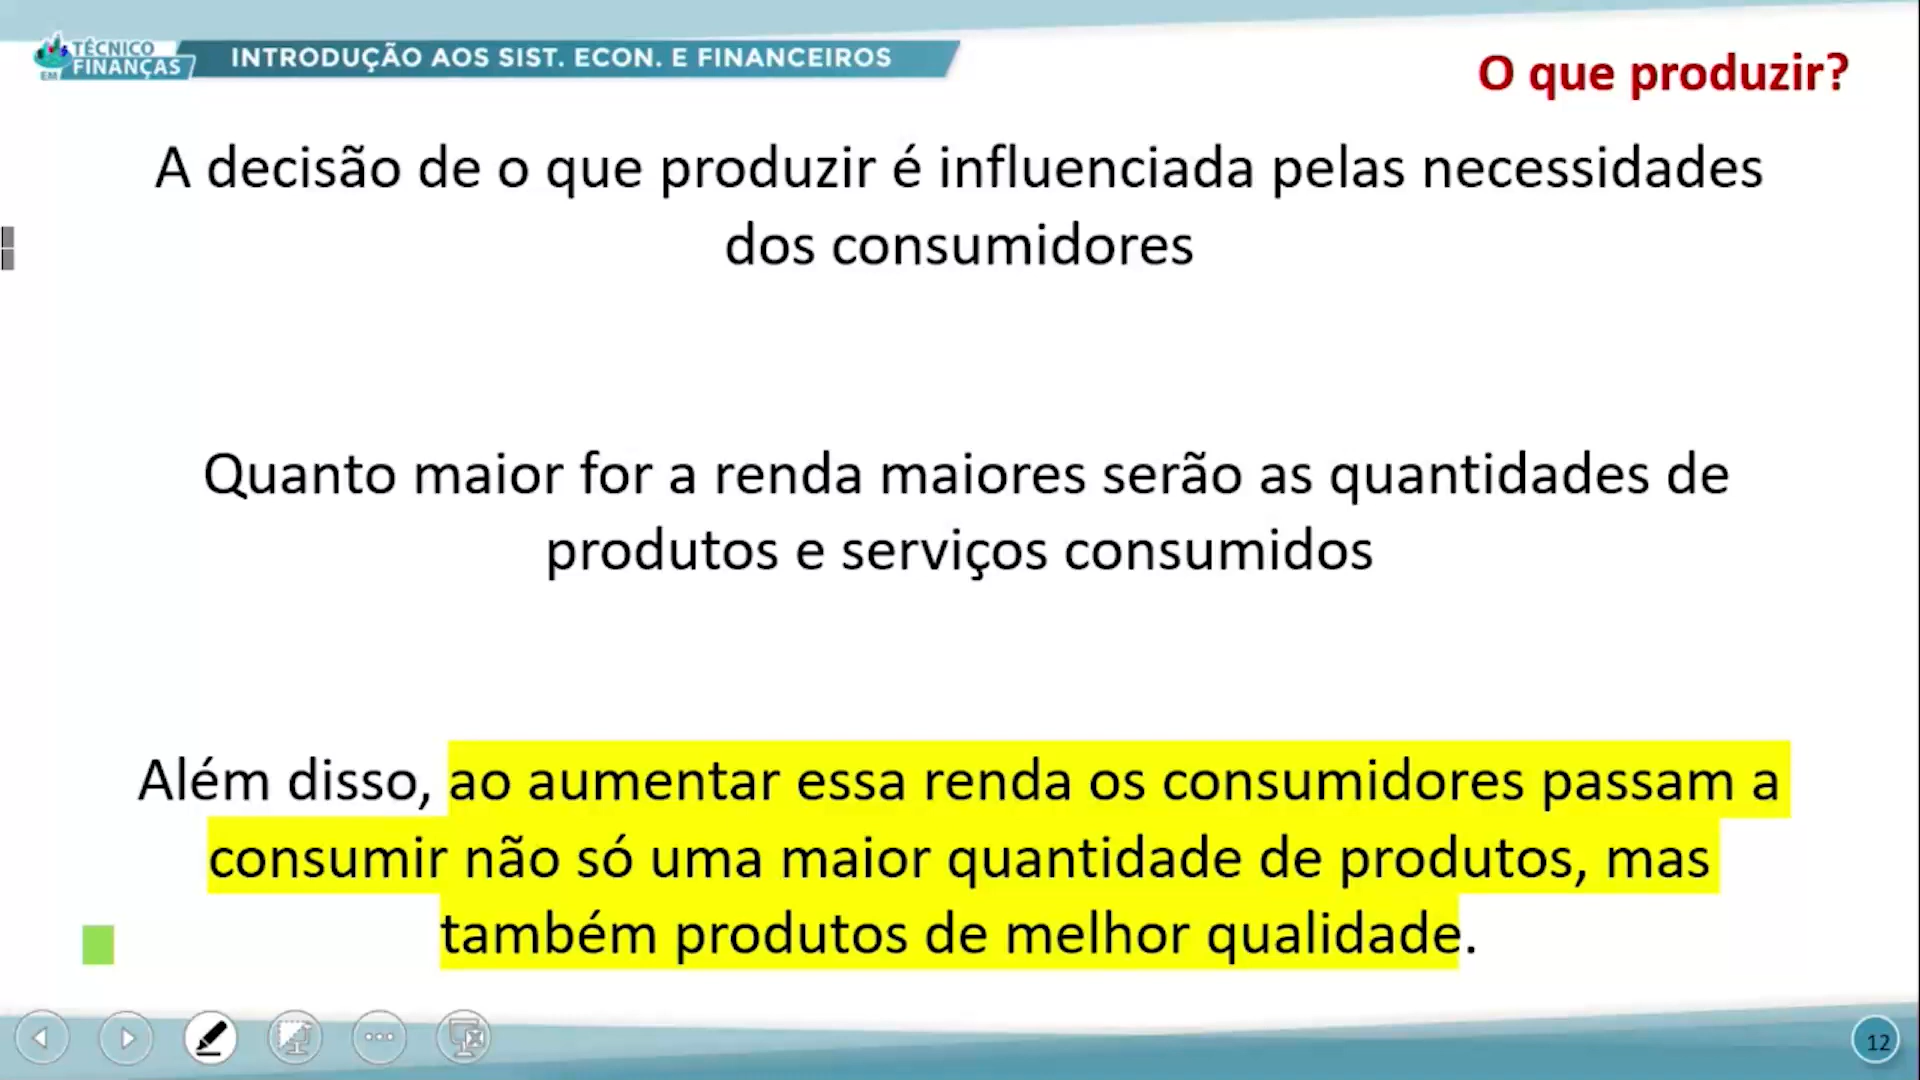 TÉCNICO
EM FINANÇAS
INTRODUÇÃO AOS SIST. ECON. E FINANCEIROS
O que produzir?
A decisão de o que produzir é influenciada pelas necessidades
dos consumidores
Quanto maior for a renda maiores serão as quantidades de
produtos e serviços consumidos
Além disso, ao aumentar essa renda os consumidores passam a
consumir não só uma maior quantidade de produtos, mas
também produtos de melhor qualidade.
12